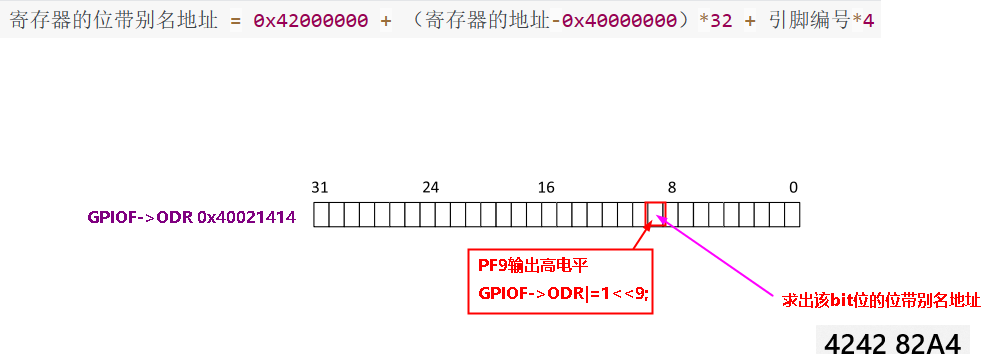 寄存器的位带别名地址 = 0x42000000 + （寄存器的地址-0x40000000）*32 + 引脚编号*4
31 24 16 8 0
GPIOF->ODR 0x40021414
PF9输出高电平
GPIOF->ODR|=1<<9;
求出该bit位的位带别名地址
4242 82A4